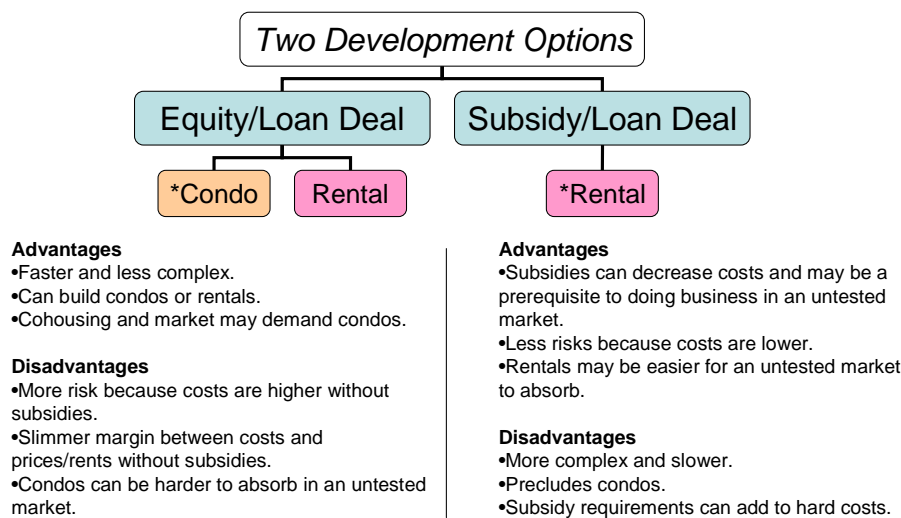 Two Development Options
Equity/Loan Deal
Subsidy/Loan Deal
*Condo
Rental
*Rental
Advantages
•Faster and less complex.
•Can build condos or rentals.
•Cohousing and market may demand condos.
Disadvantages
•More risk because costs are higher without
subsidies.
•Slimmer margin between costs and
prices/rents without subsidies.
•Condos can be harder to absorb in an untested
market.
Advantages
•Subsidies can decrease costs and may be a
prerequisite to doing business in an untested
market.
•Less risks because costs are lower.
•Rentals may be easier for an untested market
to absorb.
Disadvantages
•More complex and slower.
•Precludes condos.
•Subsidy requirements can add to hard costs.